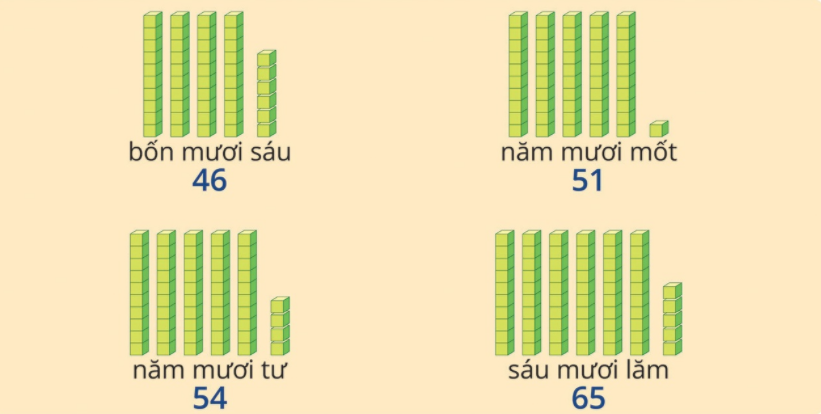 bốn mươi sáu
46
năm mươi mốt
51
năm mươi tư
54
sáu mươi lăm
65